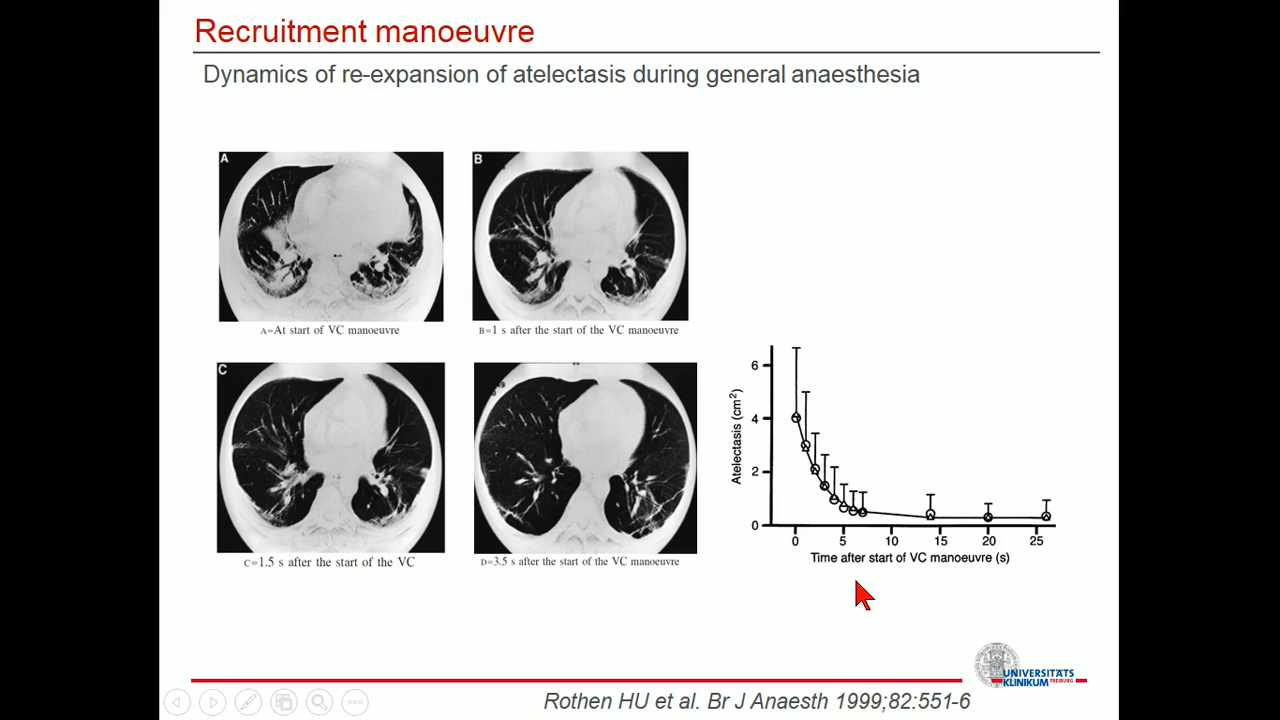 Recruitment manoeuvre
Dynamics of re-expansion of atelectasis during general anaesthesia
A
B
A=At start of VC manoeuvre
B=1 s after the start of the VC manoeuvre
C
D
C=1.5 s after the start of the VC
D=3.5 s after the start of the VC manoeuvre
Atelectasis (cm²)
6
4
2
0
0 5 10 15 20 25
Time after start of VC manoeuvre (s)
UNIVERSITÄTS
KLINIKUM FREIBURG
Rothen HU et al. Br J Anaesth 1999;82:551-6